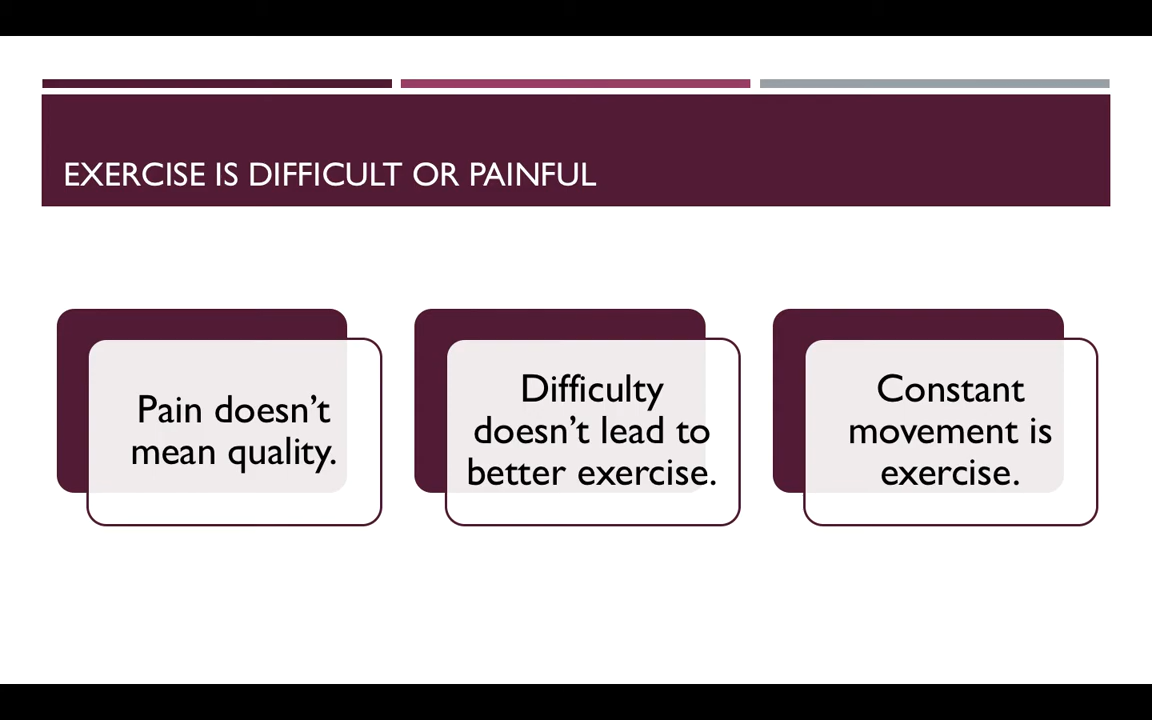 EXERCISE IS DIFFICULT OR PAINFUL
Pain doesn’t
mean quality.
Difficulty
doesn’t lead to
better exercise.
Constant
movement is
exercise.